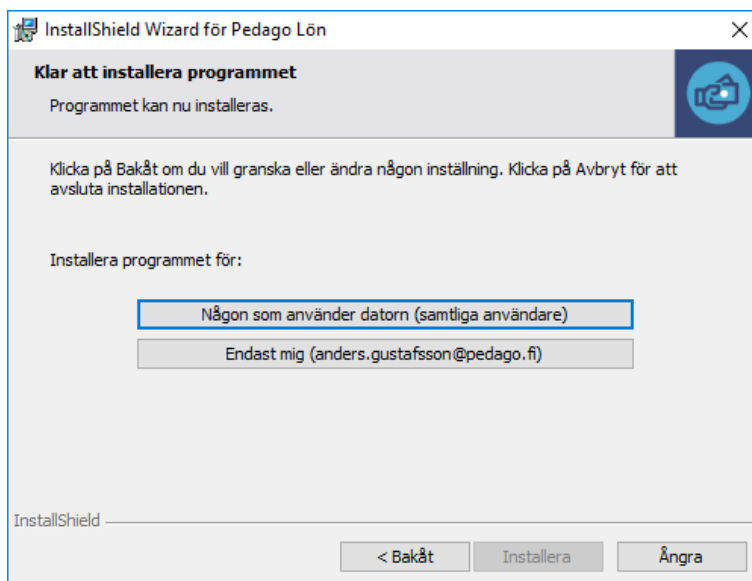 InstallShield Wizard för Pedago Lön
Klar att installera programmet
Programmet kan nu installeras.
Klicka på Bakåt om du vill granska eller ändra någon inställning. Klicka på Avbryt för att
avsluta installationen.
Installera programmet för:
Någon som använder datorn (samtliga användare)
Endast mig (anders.gustafsson@pedago.fi)
InstallShield
< Bakåt
Installera
Ångra